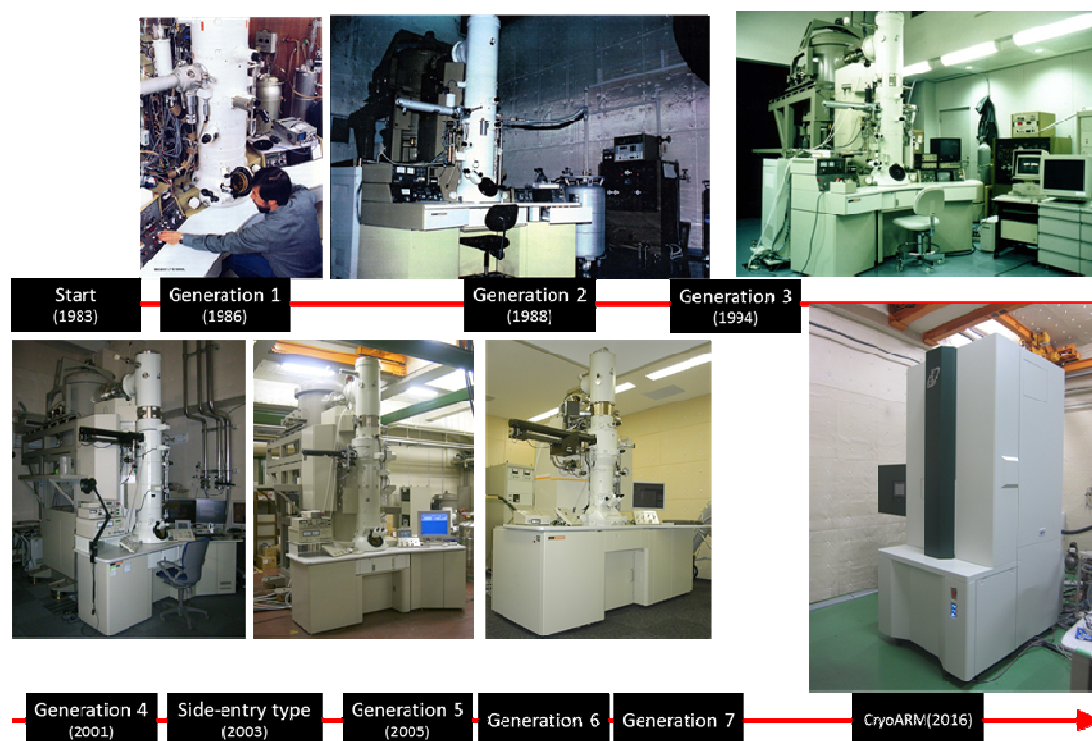 Start
(1983)
Generation 1
(1986)
Generation 2
(1988)
Generation 3
(1994)
Generation 4
(2001)
Side-entry type
(2003)
Generation 5
(2005)
Generation 6
Generation 7
CryoARM(2016)